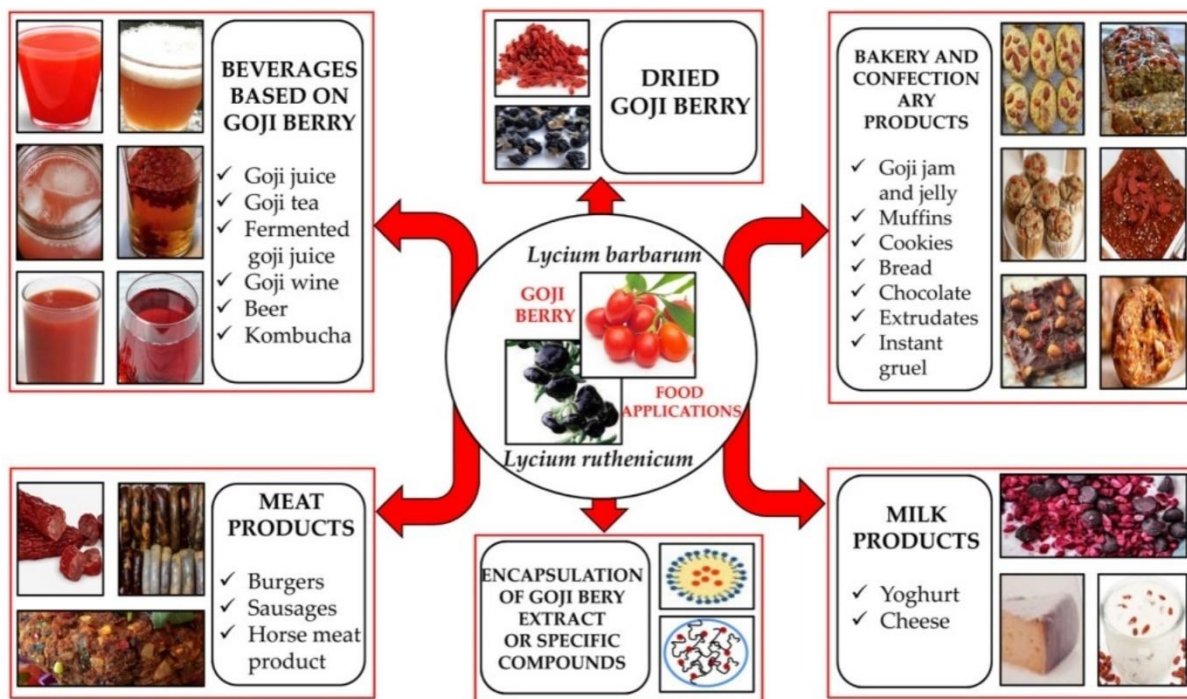 BEVERAGES
BASED ON
GOJI BERRY
✓ Goji juice
✓ Goji tea
✓ Fermented
goji juice
✓ Goji wine
✓ Beer
✓ Kombucha
DRIED
GOJI BERRY
BAKERY AND
CONFECTION
ARY
PRODUCTS
✓ Goji jam
and jelly
✓ Muffins
✓ Cookies
✓ Bread
✓ Chocolate
✓ Extrudates
✓ Instant
gruel
Lycium barbarum
GOJI
BERRY
FOOD
APPLICATIONS
Lycium ruthenicum
MEAT
PRODUCTS
✓ Burgers
✓ Sausages
✓ Horse meat
product
ENCAPSULATION
OF GOJI BERY
EXTRACT
OR SPECIFIC
COMPOUNDS
MILK
PRODUCTS
✓ Yoghurt
✓ Cheese